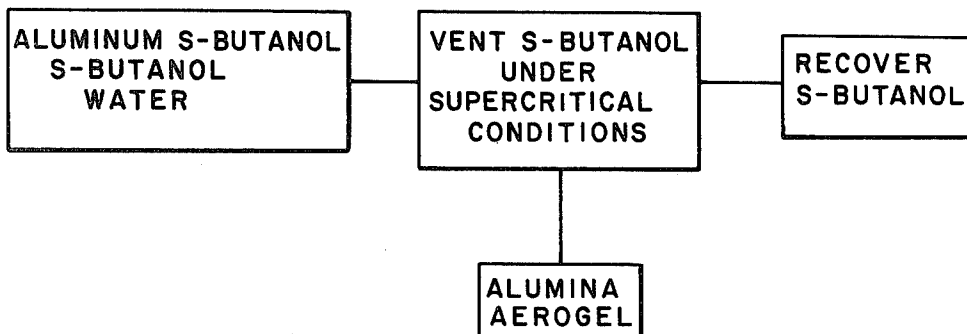 ALUMINUM S-BUTANOL
S-BUTANOL
WATER
VENT S-BUTANOL
UNDER
SUPERCRITICAL
CONDITIONS
RECOVER
S-BUTANOL
ALUMINA
AEROGEL